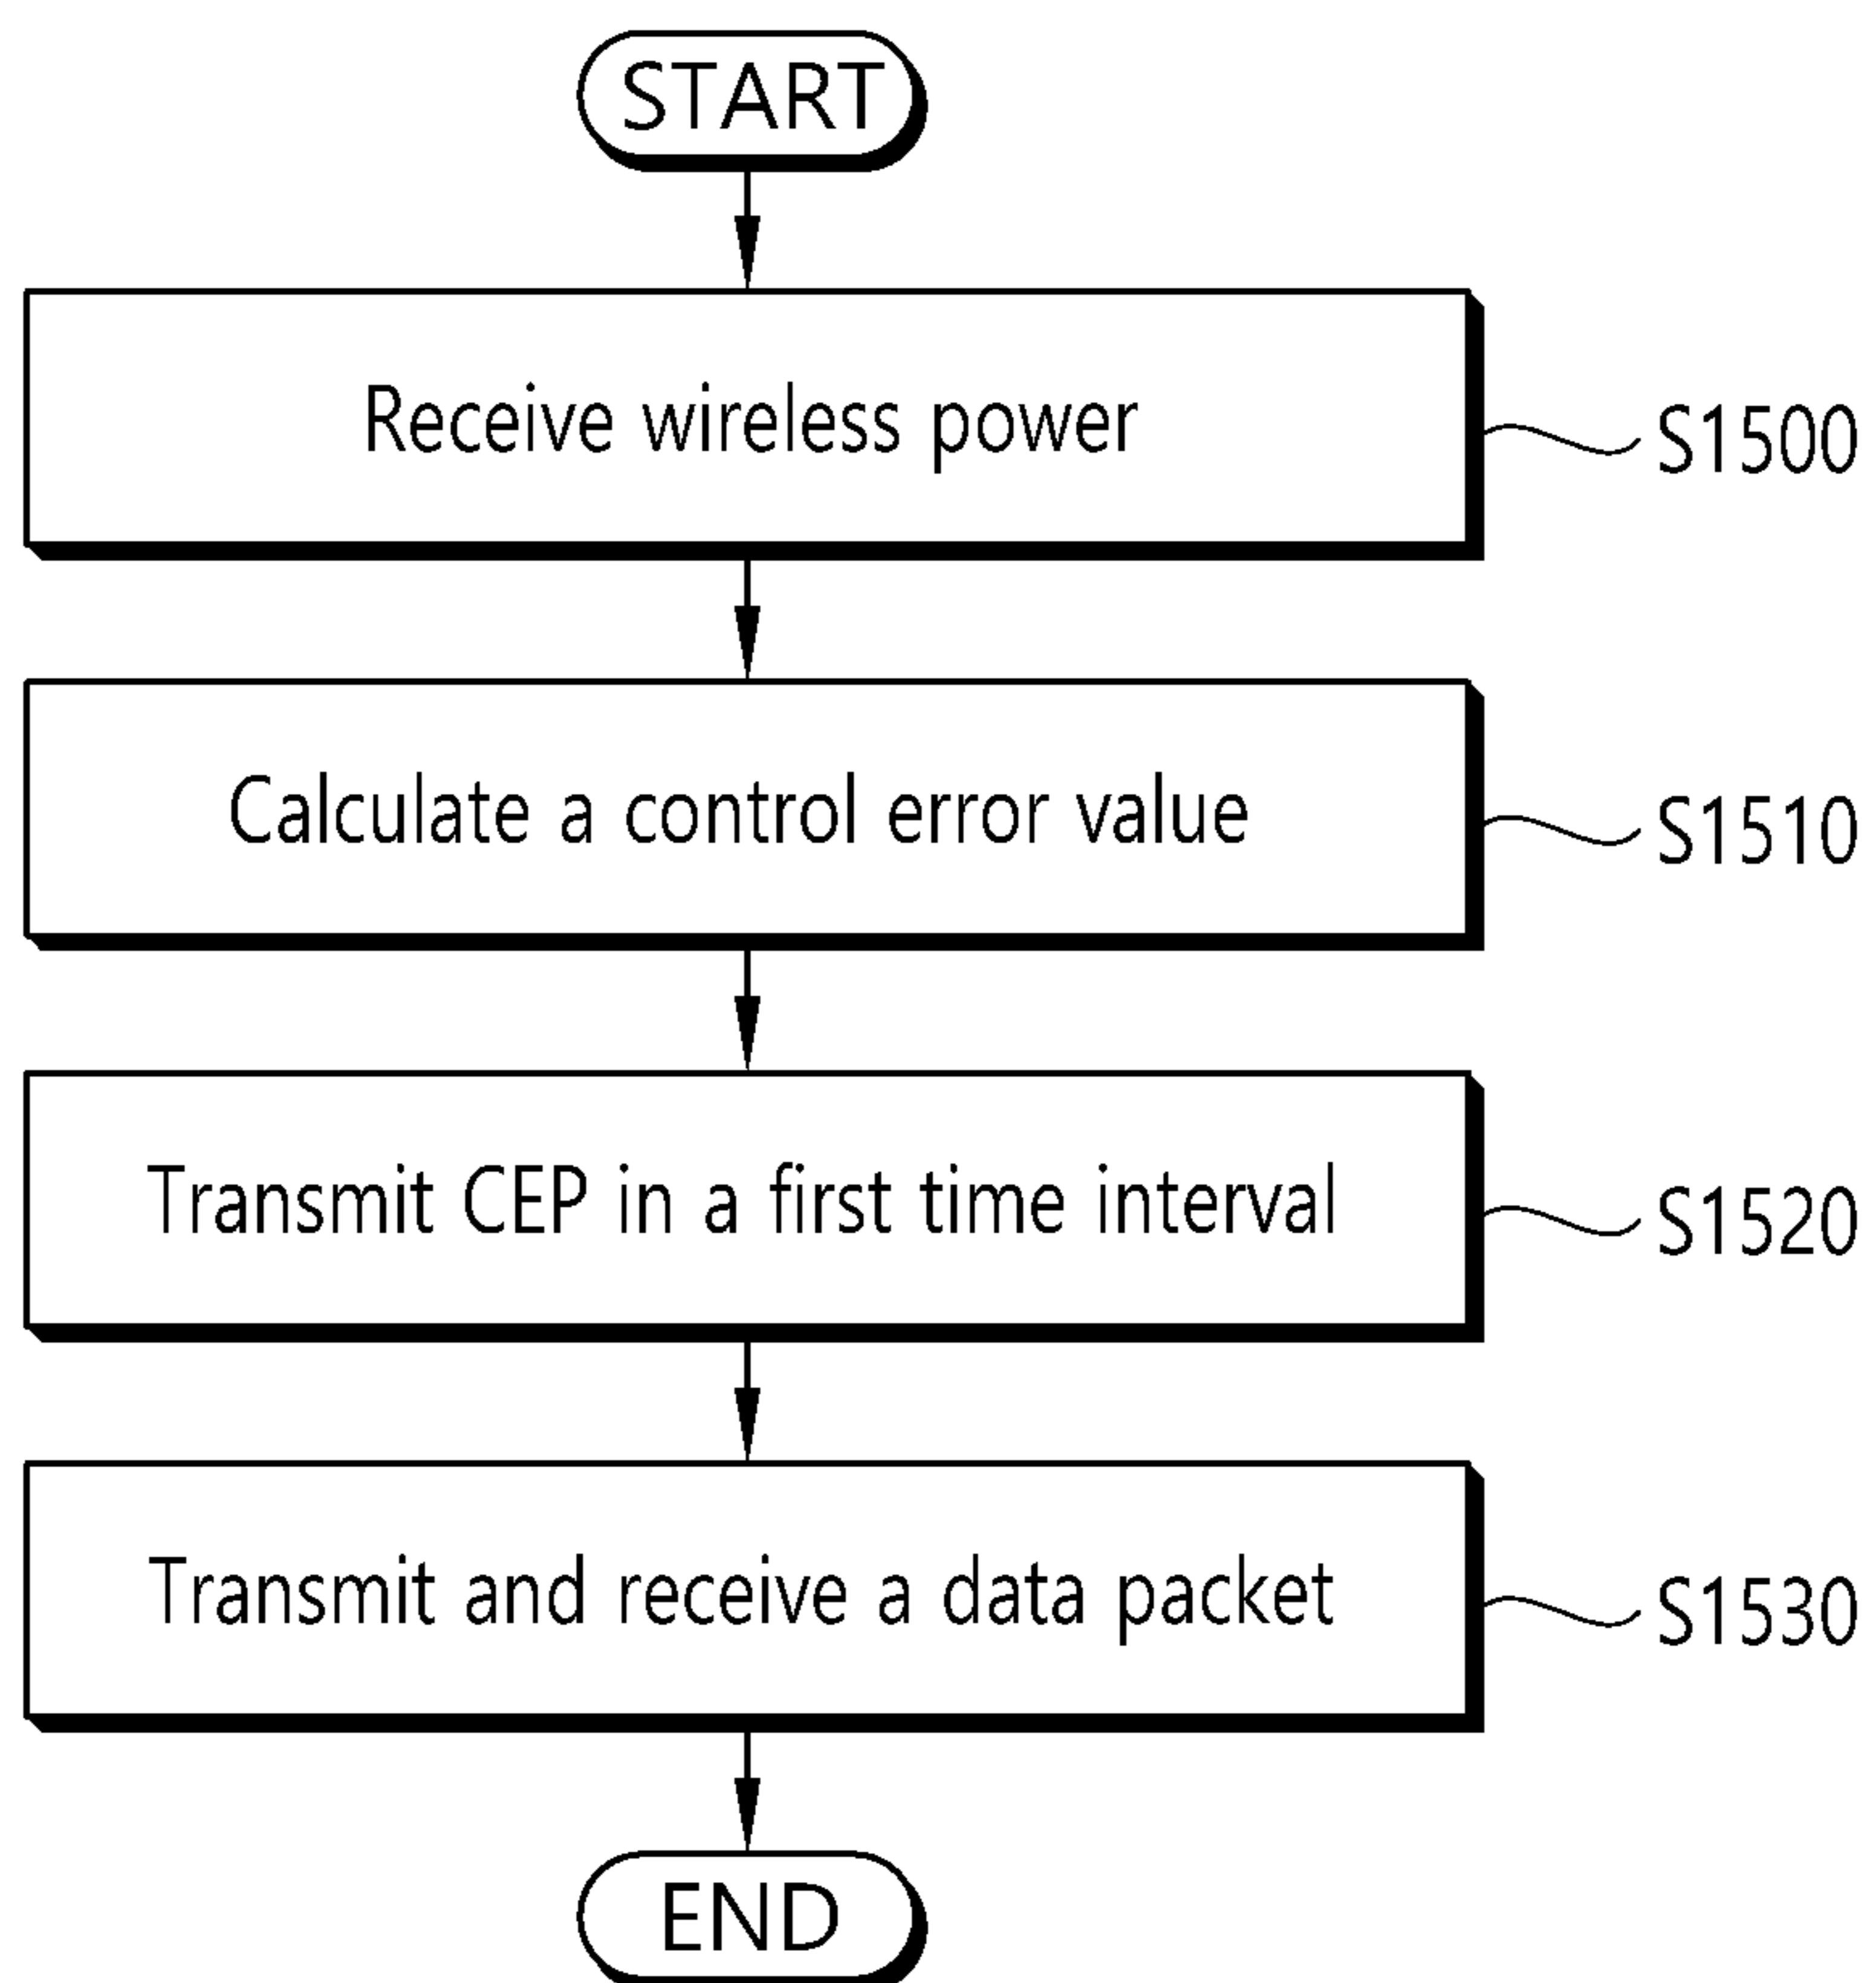 START
Receive wireless power
S1500
Calculate a control error value
S1510
Transmit CEP in a first time interval
S1520
Transmit and receive a data packet
S1530
END